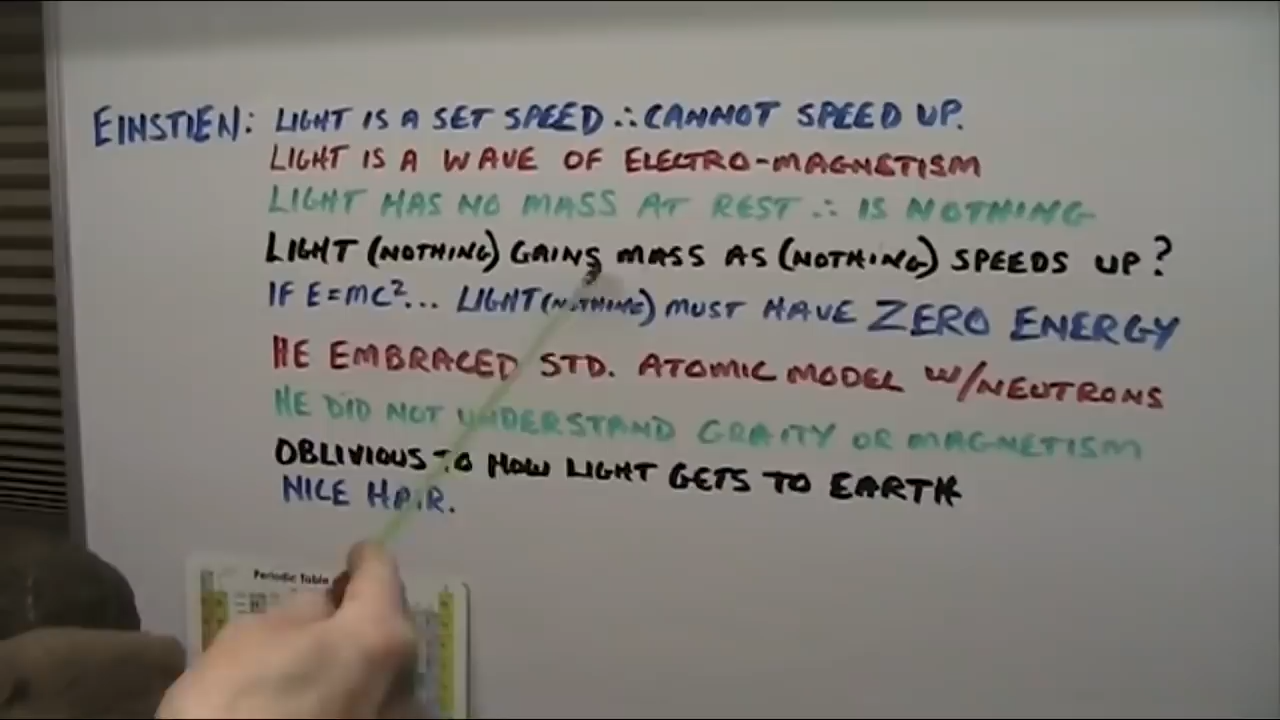 EINSTIEN: LIGHT IS A SET SPEED ∴ CANNOT SPEED UP.
LIGHT IS A WAVE OF ELECTRO-MAGNETISM
LIGHT HAS NO MASS AT REST ∴ IS NOTHING
LIGHT (NOTHING) GAINS MASS AS (NOTHING) SPEEDS UP?
IF E=MC²... LIGHT (NOTHING) MUST HAVE ZERO ENERGY
HE EMBRACED STD. ATOMIC MODEL W/NEUTRONS
HE DID NOT UNDERSTAND GRAITY OR MAGNETISM
OBLIVIOUS TO HOW LIGHT GETS TO EARTH
NICE HAIR.
Periodic Table